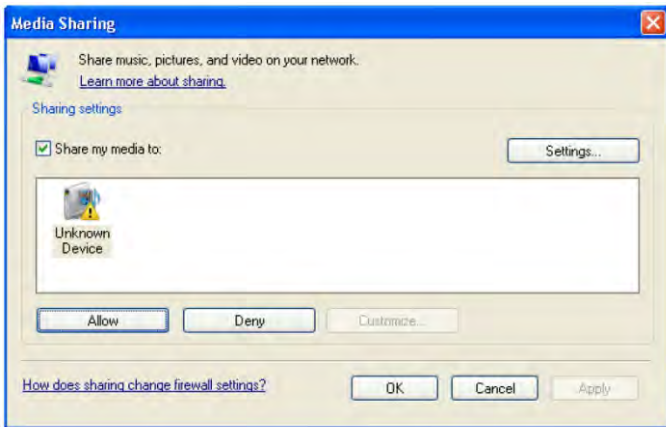 Media Sharing
Share music, pictures, and video on your network.
Learn more about sharing.
Sharing settings
Share my media to:
Settings...
Unknown
Device
Allow
Deny
Customize...
How does sharing change firewall settings?
OK
Cancel
Apply